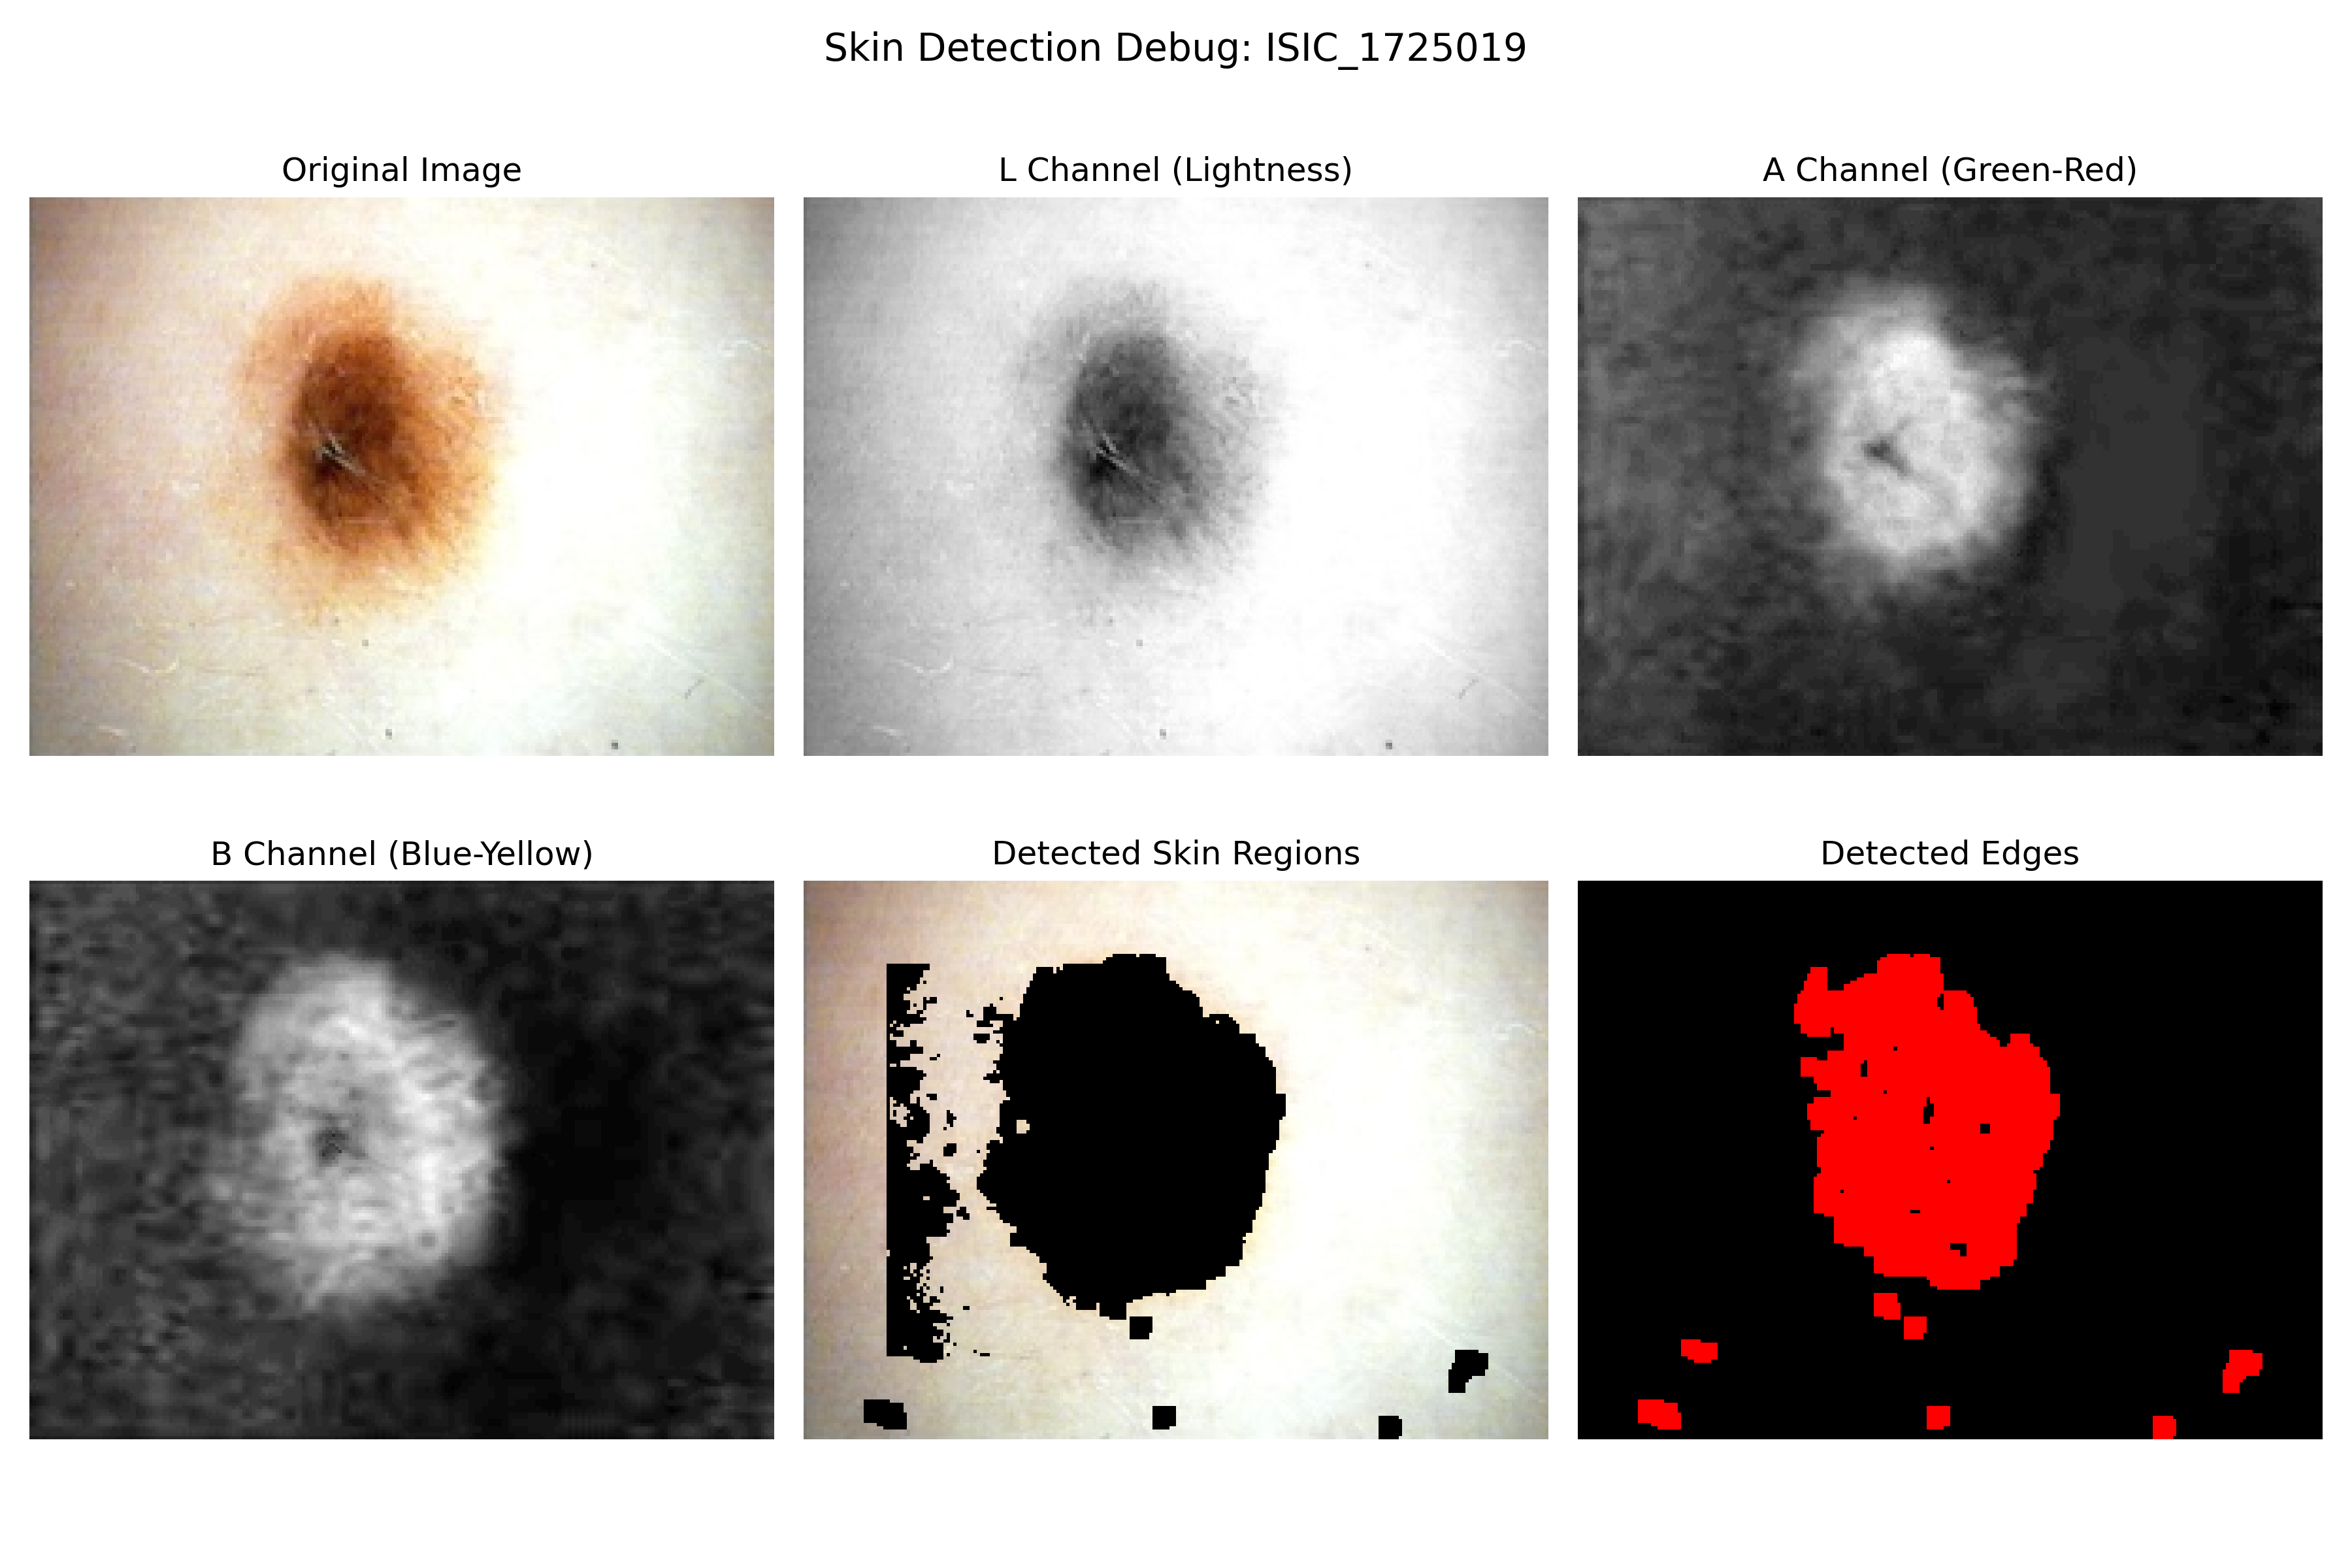 Skin Detection Debug: ISIC_1725019
Original Image
L Channel (Lightness)
A Channel (Green-Red)
B Channel (Blue-Yellow)
Detected Skin Regions
Detected Edges